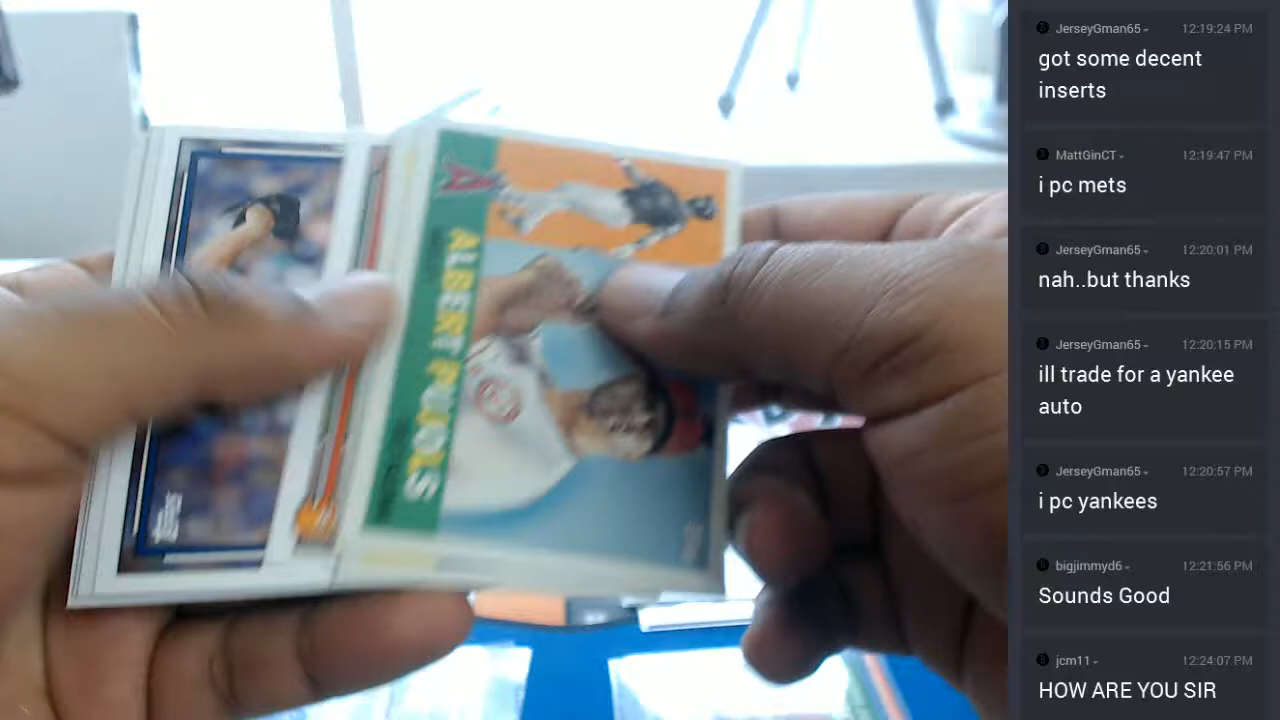 ALBERT PUJOLS
JerseyGman65
12:19:24 PM
got some decent
inserts
MattGinCT
12:19:47 PM
i pc mets
JerseyGman65
12:20:01 PM
nah..but thanks
JerseyGman65
12:20:15 PM
ill trade for a yankee
auto
JerseyGman65
12:20:57 PM
i pc yankees
bigjimmyd6
12:21:56 PM
Sounds Good
jcm11
12:24:07 PM
HOW ARE YOU SIR